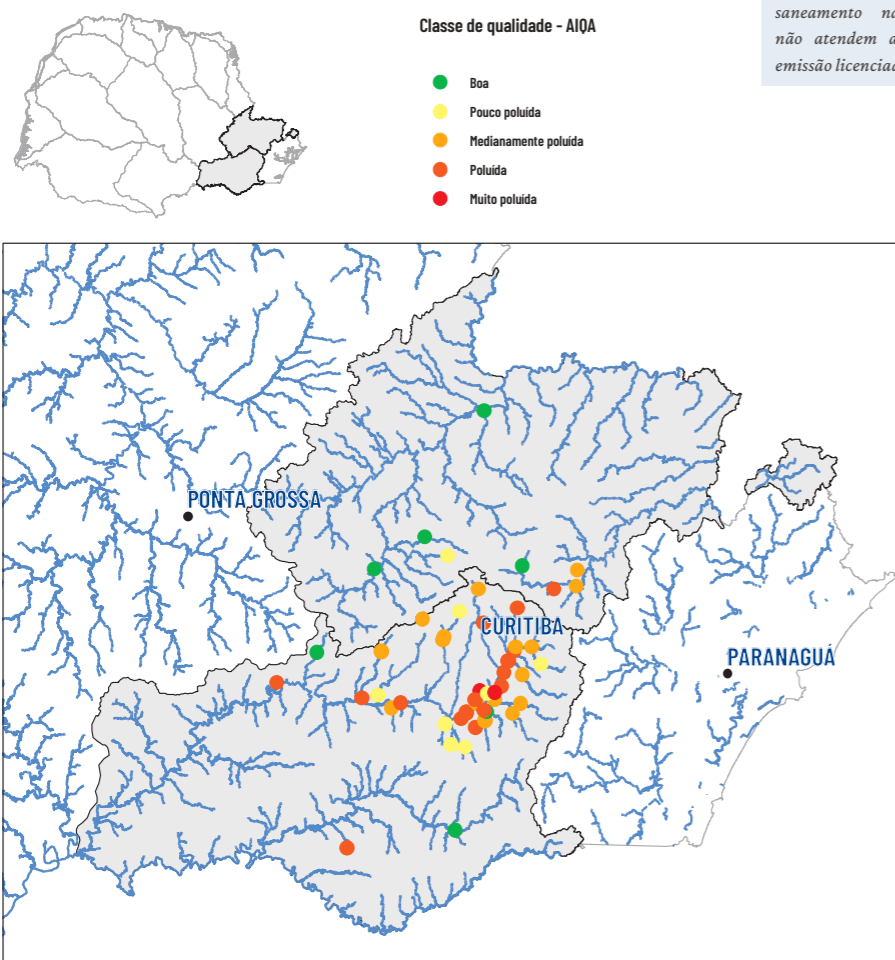 Classe de qualidade - AIQA
Boa
Pouco poluída
Medianamente poluída
Poluída
Muito poluída
saneamento
não atendem
emissão
PONTA GROSSA
CURITIBA
PARANAGUÁ